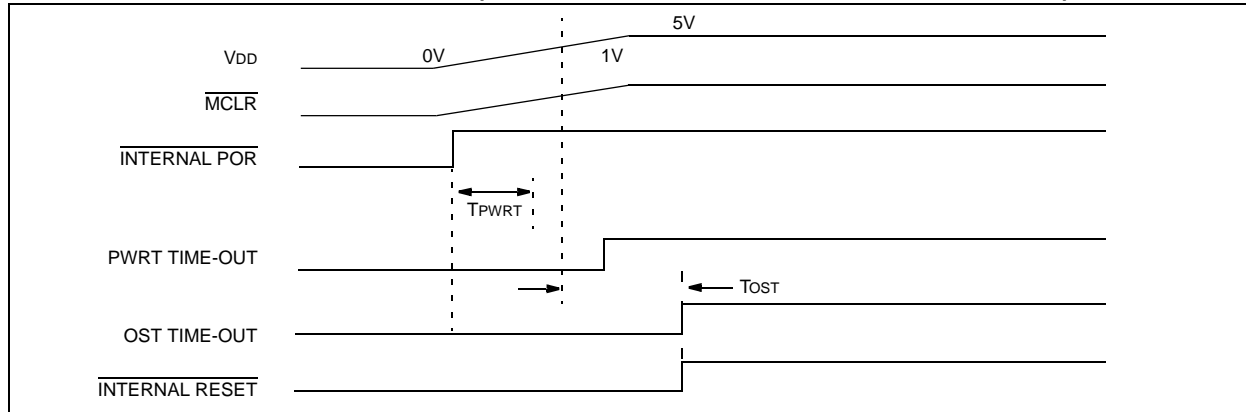 5V
VDD 0V 1V
MCLR
INTERNAL POR
TPWRT
PWRT TIME-OUT
TOST
OST TIME-OUT
INTERNAL RESET